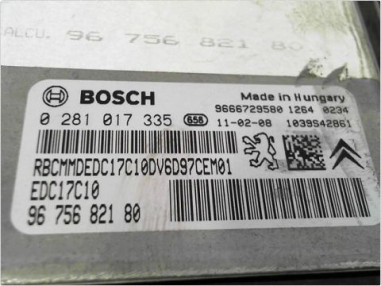 ALCU. 96 756 821 80
BOSCH
Made in Hungary
9666729580 1264 0234
0 281 017 335 658 11-02-08 1039S42861
RBCMMDEDC17C10DV6D97CEM01
EDC17C10
96 756 821 80